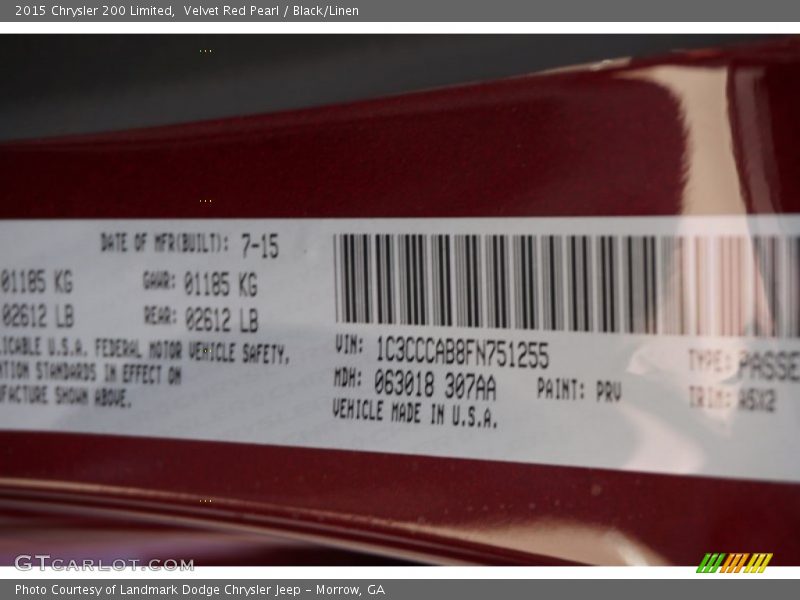 2015 Chrysler 200 Limited,  Velvet Red Pearl / Black/Linen
DATE OF MFR(BUILT): 7-15
01185 KG GAWR: 01185 KG
02612 LB REAR: 02612 LB
LICABLE U.S.A. FEDERAL MOTOR VEHICLE SAFETY,
ATION STANDARDS IN EFFECT ON
UFACTURE SHOWN ABOVE.
VIN: 1C3CCCAB8FN751255 TYPE: PASSE
MDH: 063018 307AA PAINT: PRV TRIM: A5X2
VEHICLE MADE IN U.S.A.
GTCARLOT.COM
Photo Courtesy of Landmark Dodge Chrysler Jeep – Morrow, GA